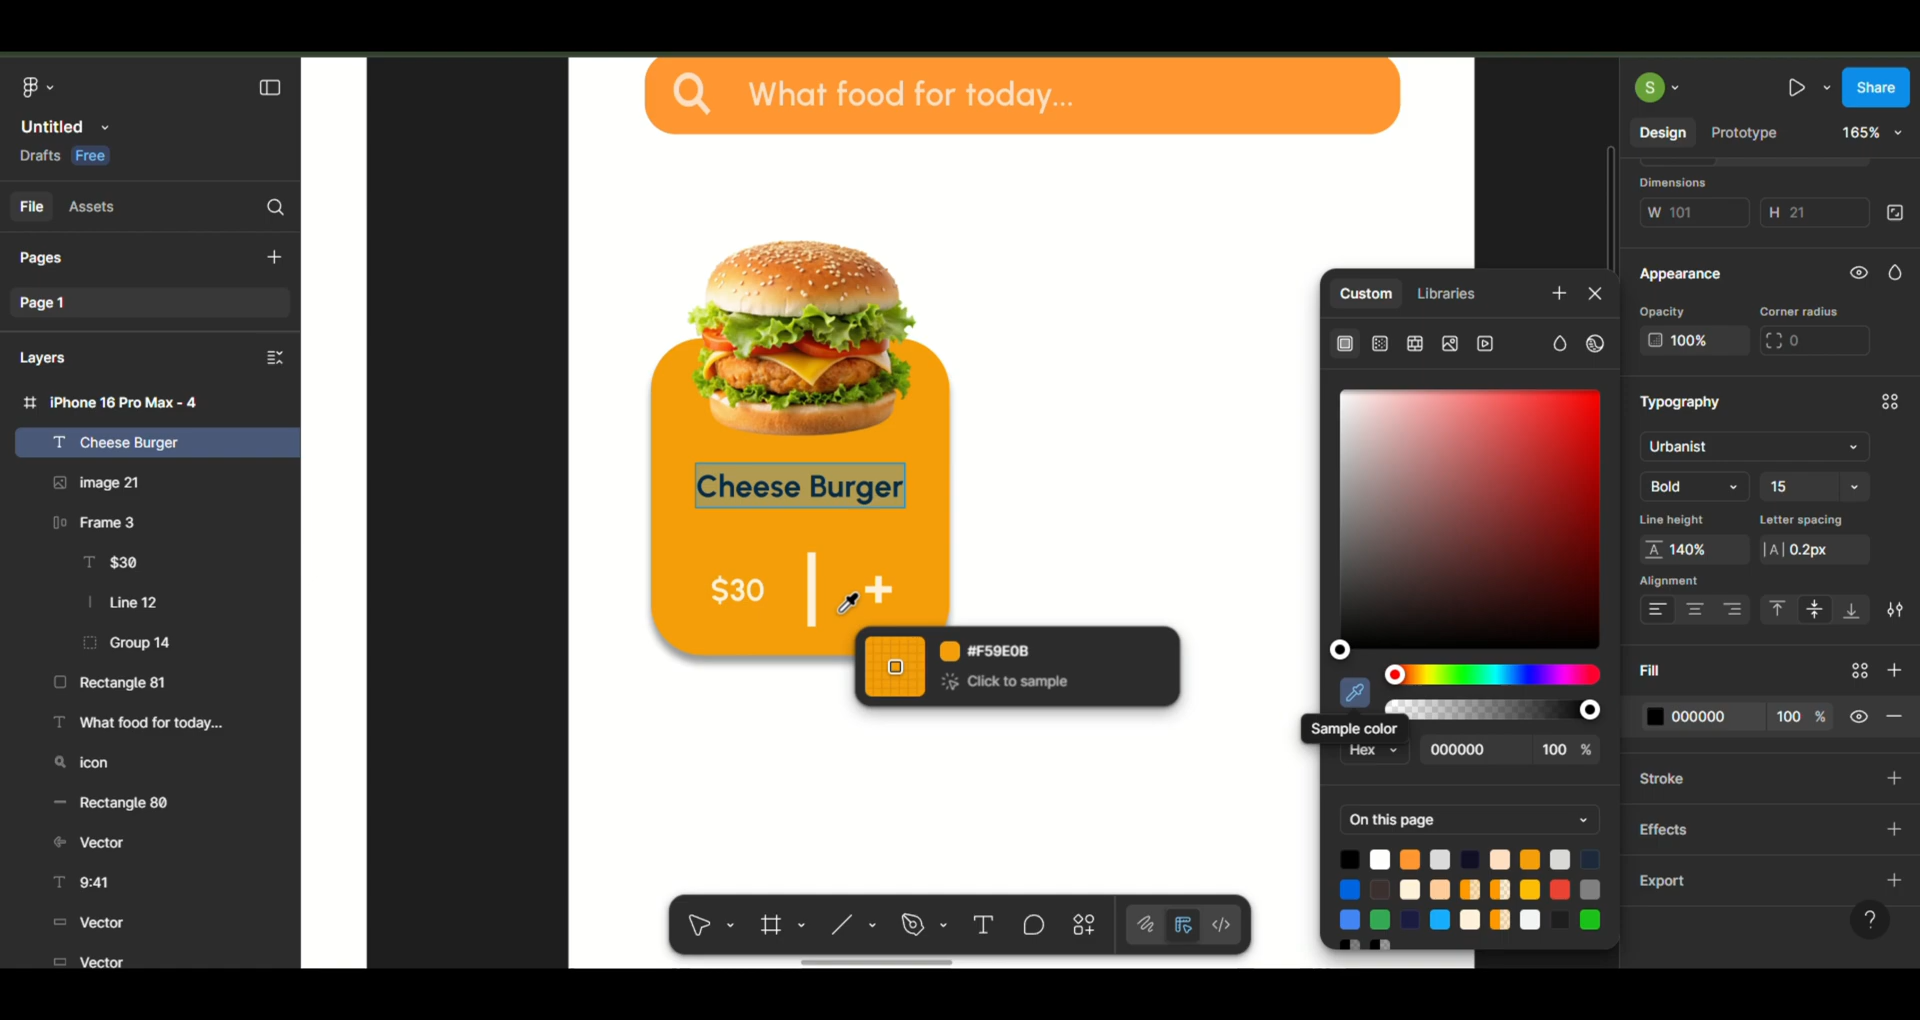 Untitled
Drafts Free
File Assets
Pages
Page 1
Layers
iPhone 16 Pro Max - 4
Cheese Burger
image 21
Frame 3
$30
Line 12
Group 14
Rectangle 81
What food for today...
icon
Rectangle 80
Vector
9:41
Vector
Vector
What food for today...
Cheese Burger
$30
+
#F59E0B
Click to sample
Custom Libraries
Sample color
Hex 000000 100 %
On this page
S
Share
Design Prototype 165%
Dimensions
W 101 H 21
Appearance
Opacity Corner radius
100% 0
Typography
Urbanist
Bold 15
Line height Letter spacing
A 140% |A| 0.2px
Alignment
Fill
000000 100 %
Stroke
Effects
Export
?